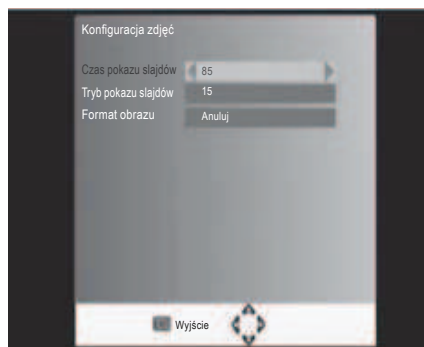 Konfiguracja zdjęć
Czas pokazu slajdów 85
Tryb pokazu slajdów 15
Format obrazu Anuluj
Wyjście